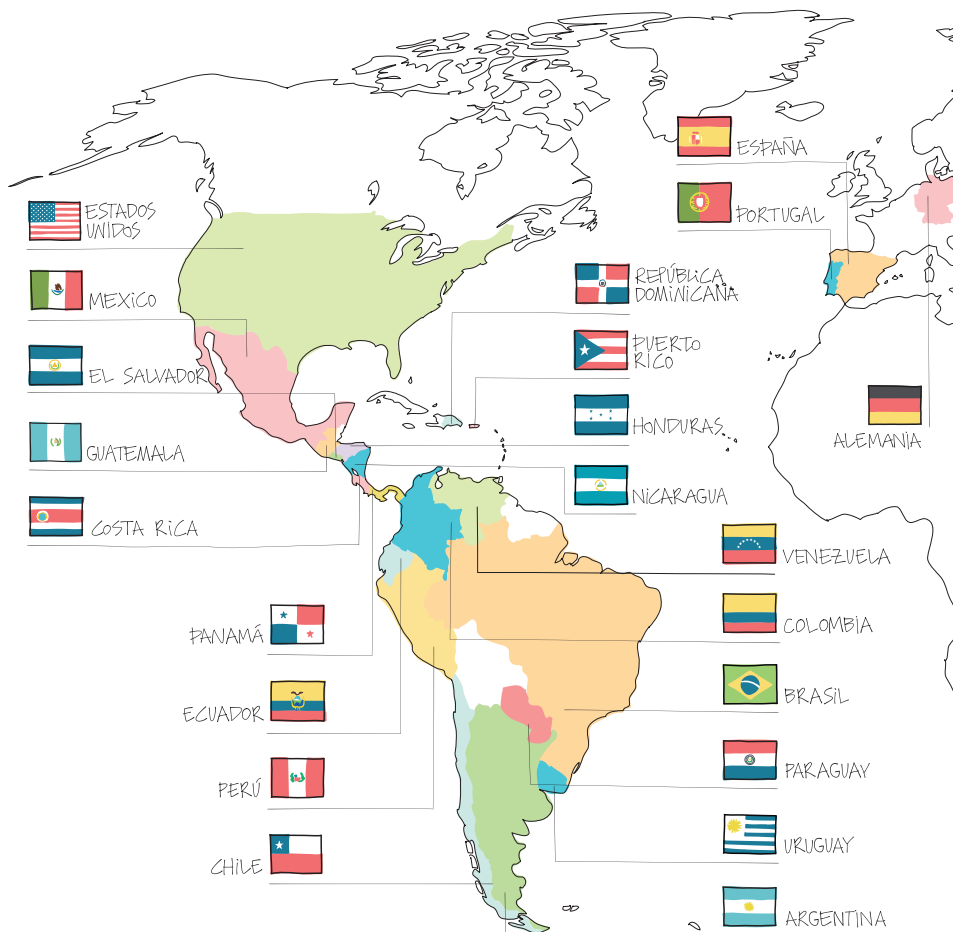 ESPAÑA
PORTUGAL
ESTADOS
UNIDOS
MEXICO
EL SALVADOR
GUATEMALA
COSTA RICA
REPÚBLICA
DOMINICANA
PUERTO
RICO
HONDURAS
NICARAGUA
ALEMANIA
PANAMÁ
ECUADOR
PERÚ
CHILE
VENEZUELA
COLOMBIA
BRASIL
PARAGUAY
URUGUAY
ARGENTINA